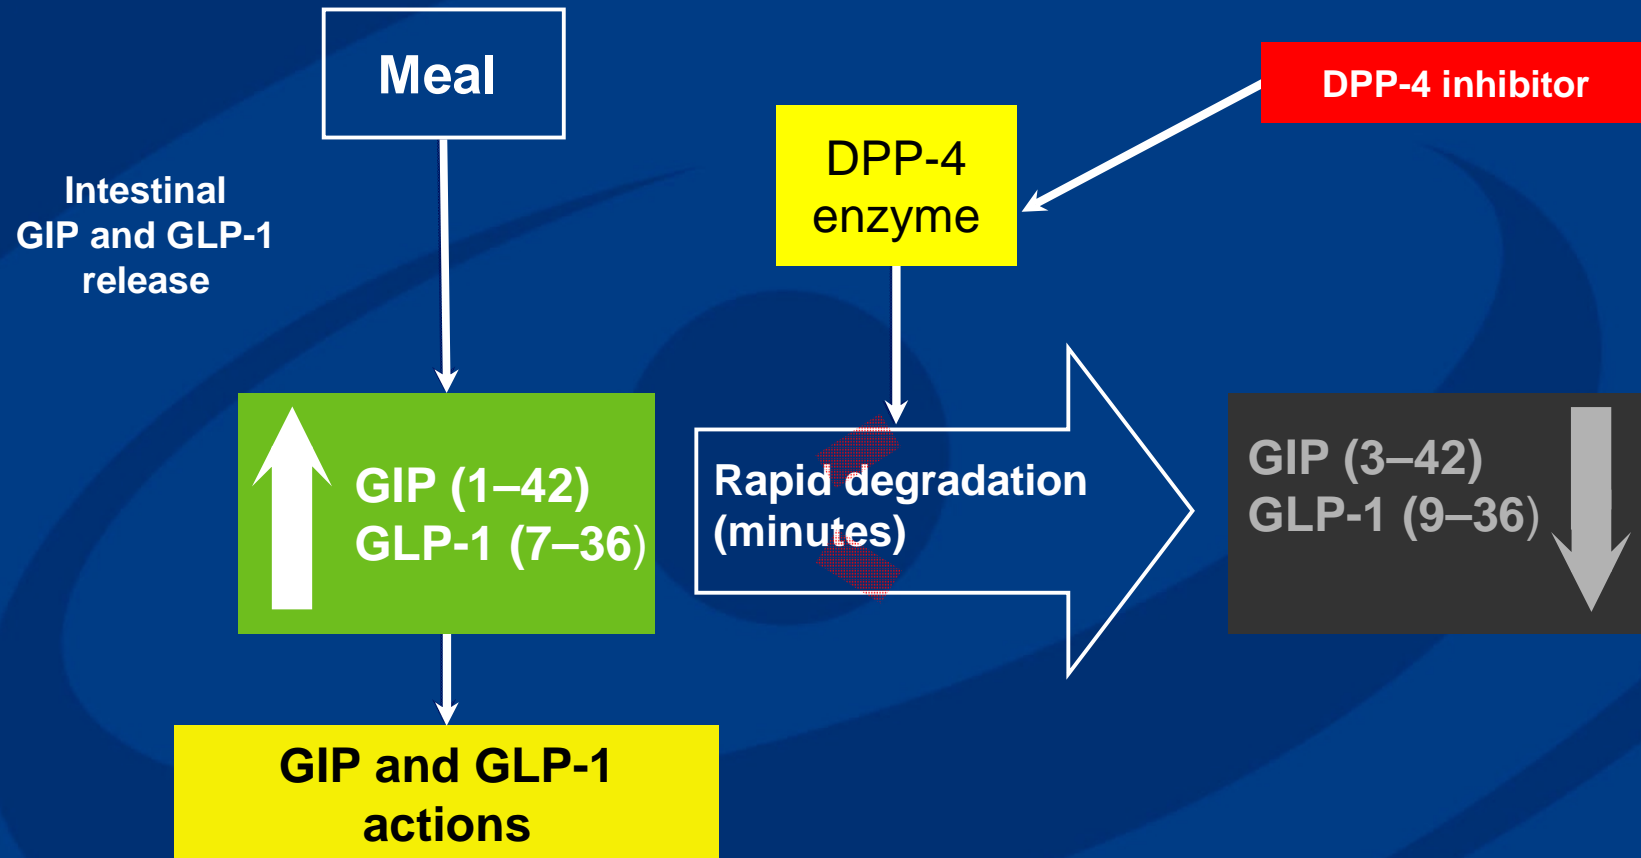 Meal
DPP-4 inhibitor
DPP-4
enzyme
Intestinal
GIP and GLP-1
release
GIP (1–42)
GLP-1 (7–36)
Rapid degradation
(minutes)
GIP (3–42)
GLP-1 (9–36)
GIP and GLP-1
actions